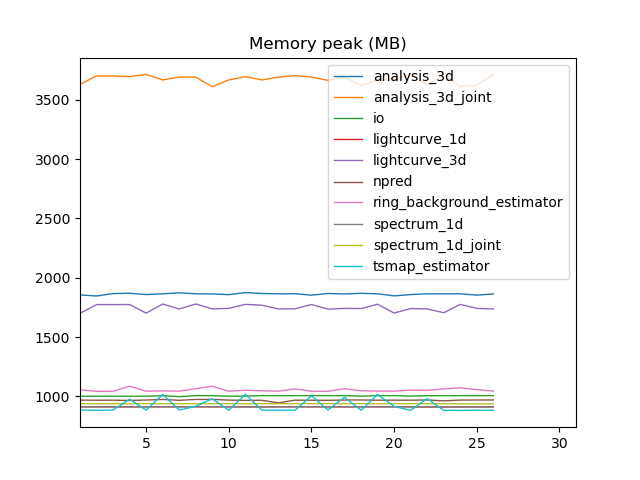 Memory peak (MB)
analysis_3d
analysis_3d_joint
io
lightcurve_1d
lightcurve_3d
npred
ring_background_estimator
spectrum_1d
spectrum_1d_joint
tsmap_estimator
3500
3000
2500
2000
1500
1000
5 10 15 20 25 30